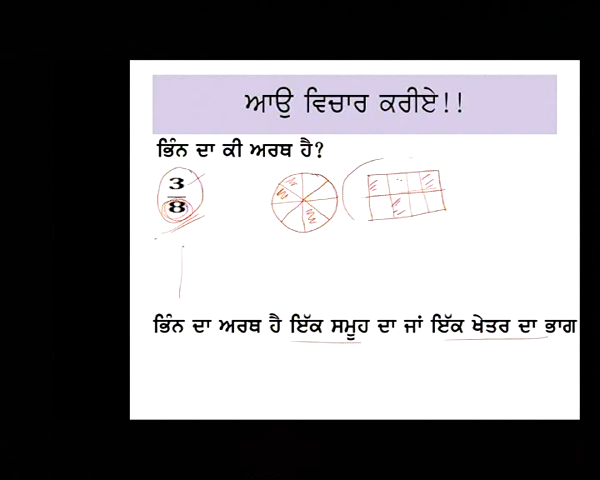 ਆਉ ਵਿਚਾਰ ਕਰੀਏ!!
ਭਿੰਨ ਦਾ ਕੀ ਅਰਥ ਹੈ?
3
8
ਭਿੰਨ ਦਾ ਅਰਥ ਹੈ ਇੱਕ ਸਮੂਹ ਦਾ ਜਾਂ ਇੱਕ ਖੇਤਰ ਦਾ ਭਾਗ